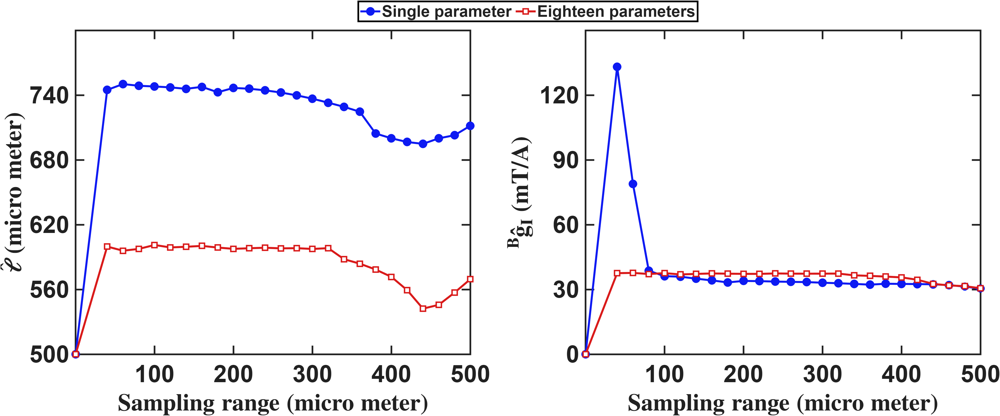 Single parameter Eighteen parameters
740
680
620
560
500
100 200 300 400 500
Sampling range (micro meter)
ℓ̂ (micro meter)
120
90
60
30
0
100 200 300 400 500
Sampling range (micro meter)
ᴮĝI (mT/A)